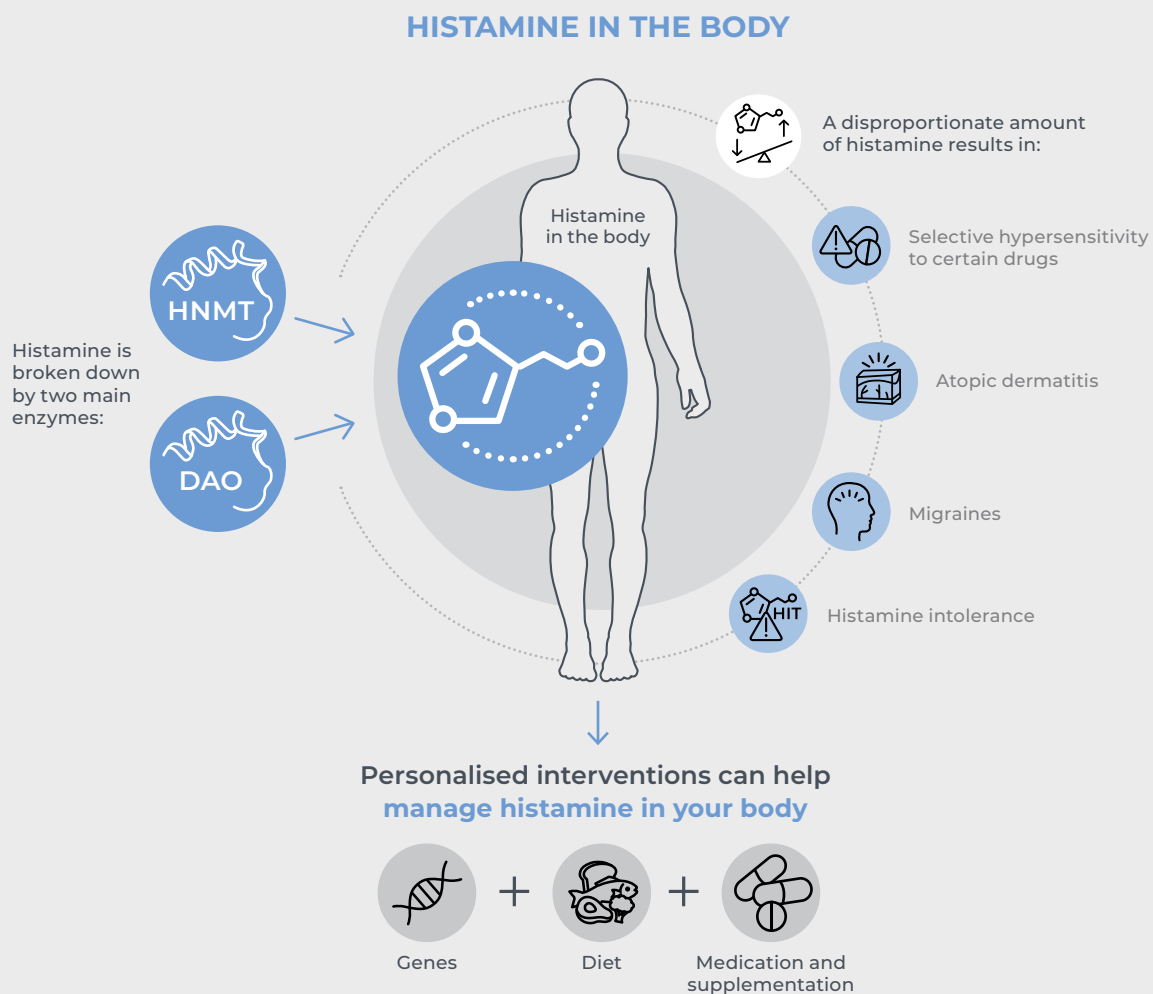 HISTAMINE IN THE BODY
A disproportionate amount
of histamine results in:
Histamine
in the body
Selective hypersensitivity
to certain drugs
HNMT
Histamine is
broken down
by two main
enzymes:
DAO
Atopic dermatitis
Migraines
HIT
Histamine intolerance
Personalised interventions can help
manage histamine in your body
+
+
Genes
Diet
Medication and
supplementation